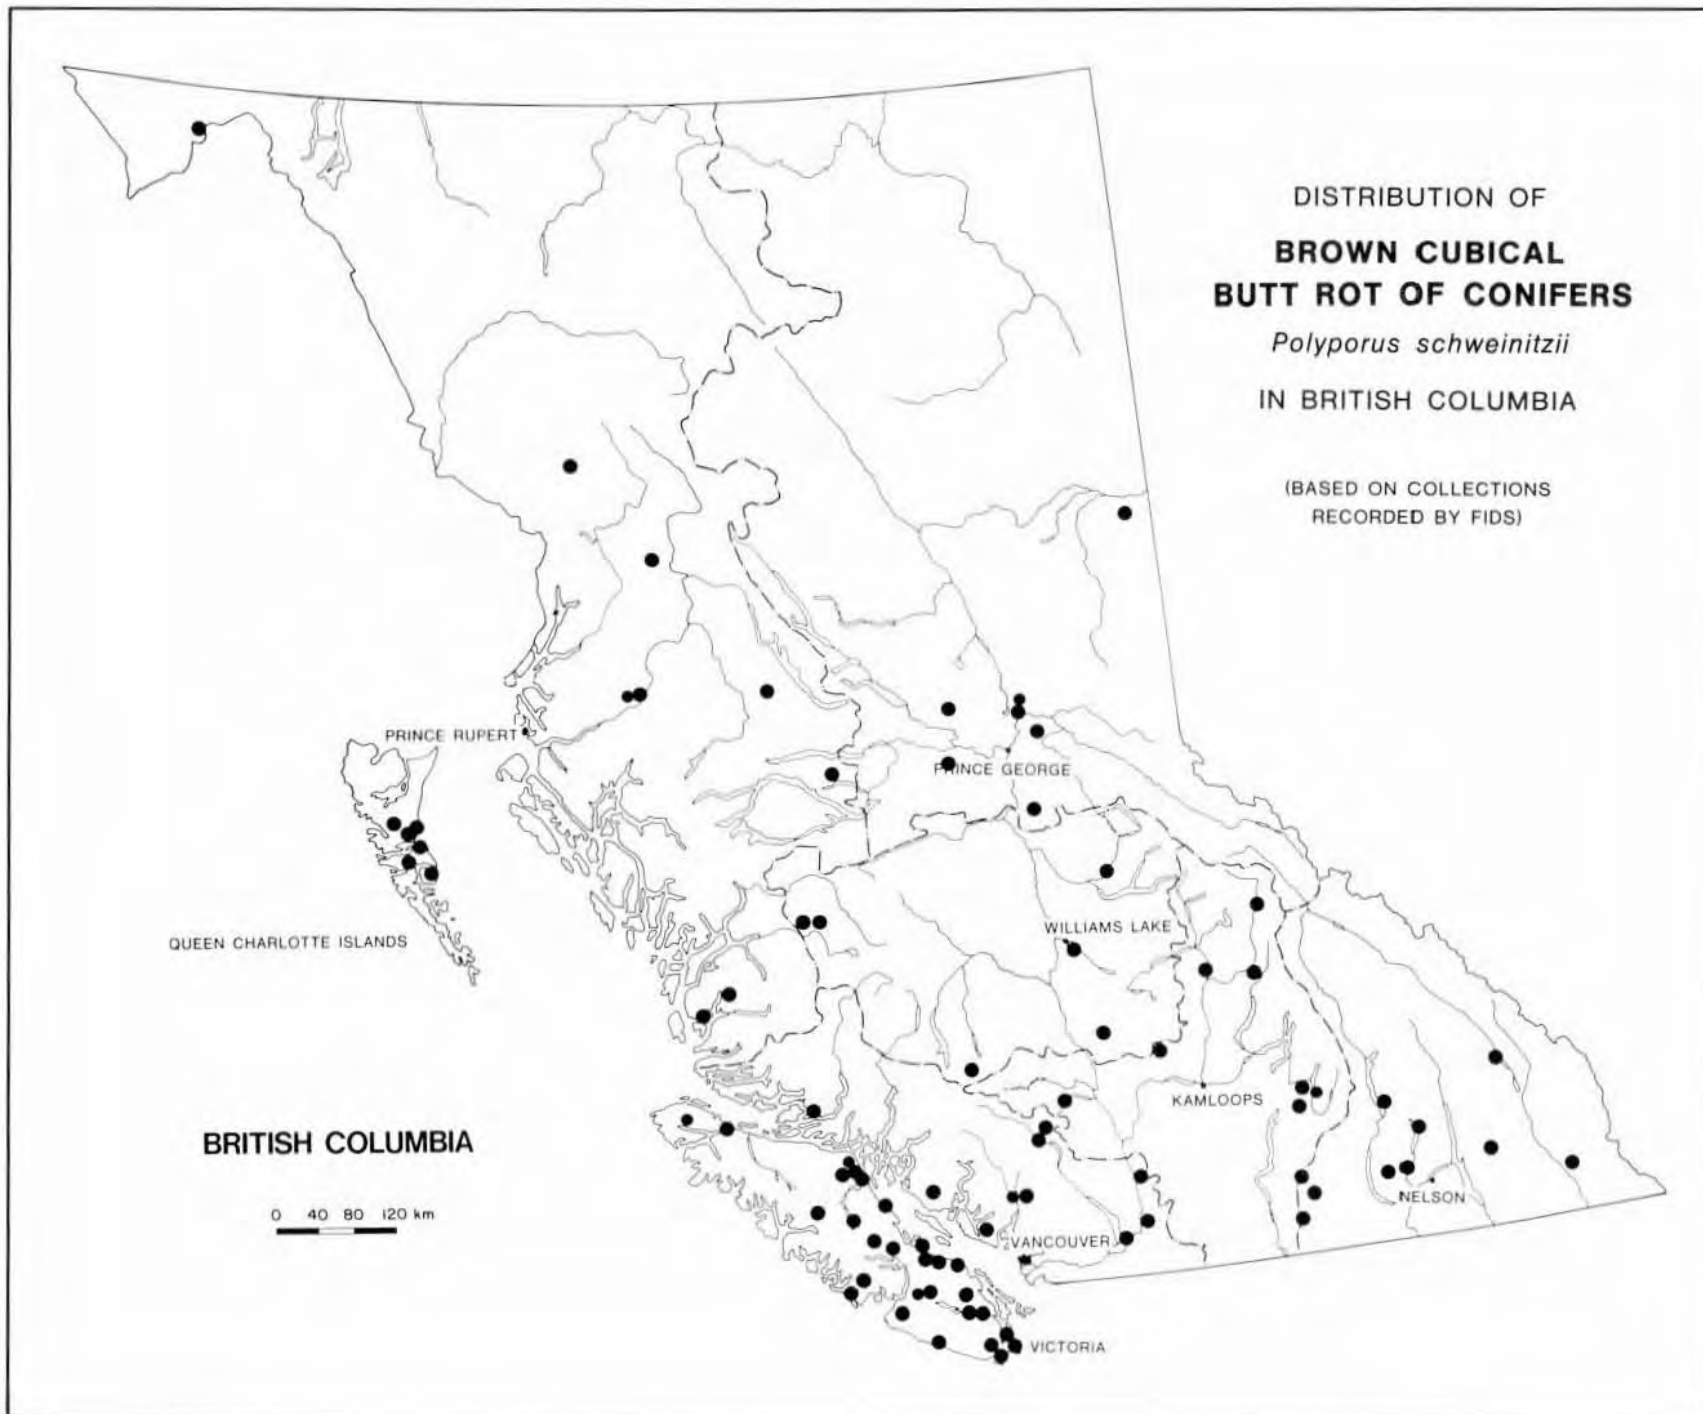 DISTRIBUTION OF
BROWN CUBICAL
BUTT ROT OF CONIFERS
Polyporus schweinitzii
IN BRITISH COLUMBIA
(BASED ON COLLECTIONS
RECORDED BY FIDS)
PRINCE RUPERT
PRINCE GEORGE
QUEEN CHARLOTTE ISLANDS
WILLIAMS LAKE
KAMLOOPS
BRITISH COLUMBIA
NELSON
0 40 80 120 km
VANCOUVER
VICTORIA